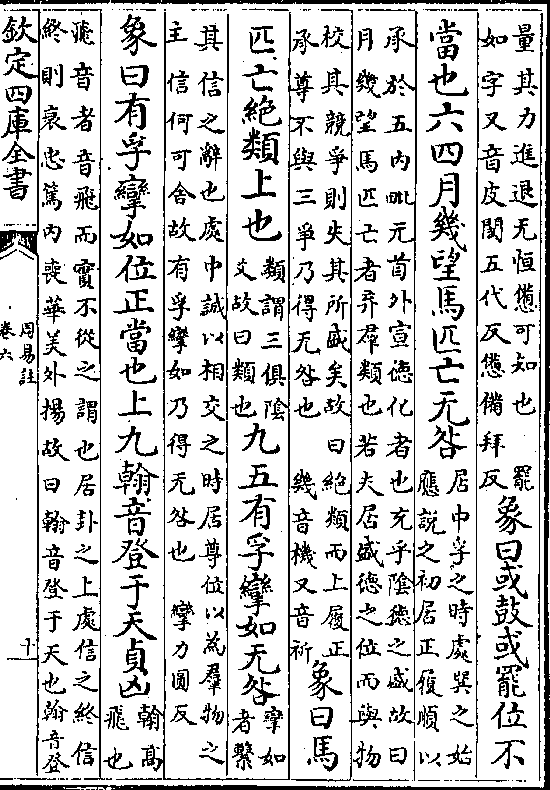 量其力進退无恒憊可知也　罷
如字又音皮閡五代反憊備拜反
象曰或鼓或罷位不
當也六四月幾望馬匹亡无咎
居中孚之時處巽之始
應説之初居正履順以
承於五内毗元首外宣德化者也充乎陰德之盛故曰
月幾望馬匹亡者弃羣類也若夫居盛德之位而與物
校其競爭則失其所盛矣故曰絶類而上履正
承尊不與三爭乃得无咎也　幾音機又音祈
象曰馬
匹亡絶類上也
類謂三俱陰
爻故曰類也
九五有孚攣如无咎
攣如
者繫
其信之辭也處中誠以相交之時居尊位以為羣物之
主信何可舍故有孚攣如乃得无咎也　攣力圓反
象曰有孚攣如位正當也上九翰音登于天貞凶
翰高
飛也
飛音者音飛而實不從之謂也居卦之上處信之終信
終則衰忠篤内喪華美外揚故曰翰音登于天也翰音登
欽定四庫全書
周易註
卷六
十